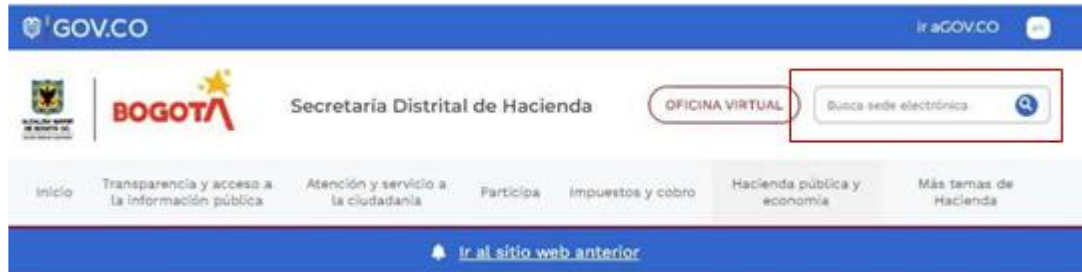 GOV.CO
ir aGOV.CO
BOGOTA
Secretaría Distrital de Hacienda
OFICINA VIRTUAL
Busca sede electrónica
Inicio
Transparencia y acceso a
la información pública
Atención y servicio a
la ciudadanía
Participa
Impuestos y cobro
Hacienda pública y
economía
Más temas de
Hacienda
Ir al sitio web anterior